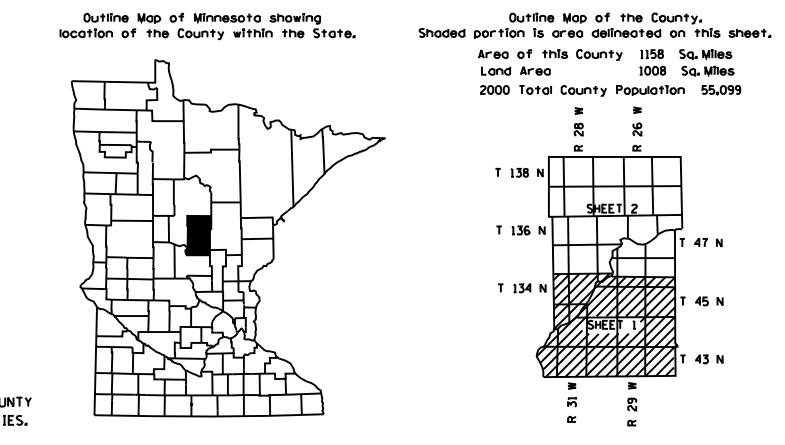 Outline Map of Minnesota showing
location of the County within the State.
UNTY
IES.
Outline Map of the County.
Shaded portion is area delineated on this sheet.
Area of this County 1158 Sq. Miles
Land Area 1008 Sq. Miles
2000 Total County Population 55,099
R 28 W
R 26 W
T 138 N
SHEET 2
T 136 N
T 47 N
T 134 N
T 45 N
SHEET 1
T 43 N
R 31 W
R 29 W